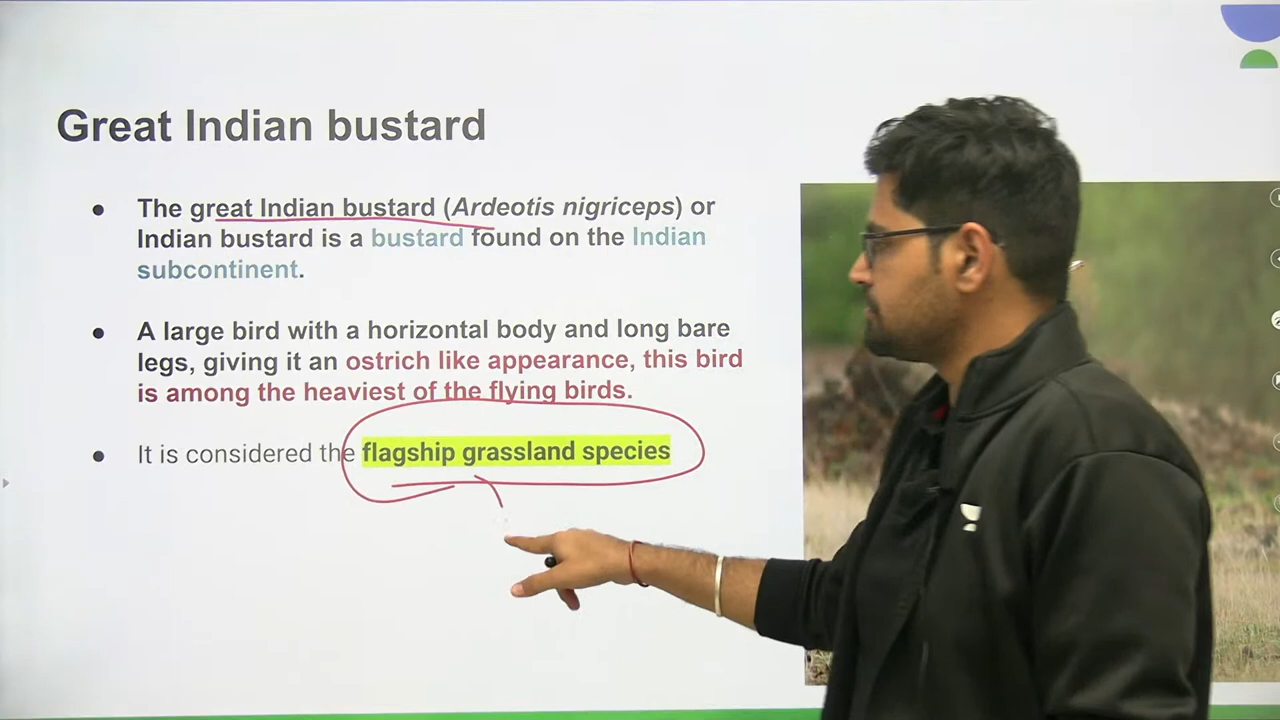 Great Indian bustard
● The great Indian bustard (Ardeotis nigriceps) or
Indian bustard is a bustard found on the Indian
subcontinent.
● A large bird with a horizontal body and long bare
legs, giving it an ostrich like appearance, this bird
is among the heaviest of the flying birds.
● It is considered the flagship grassland species